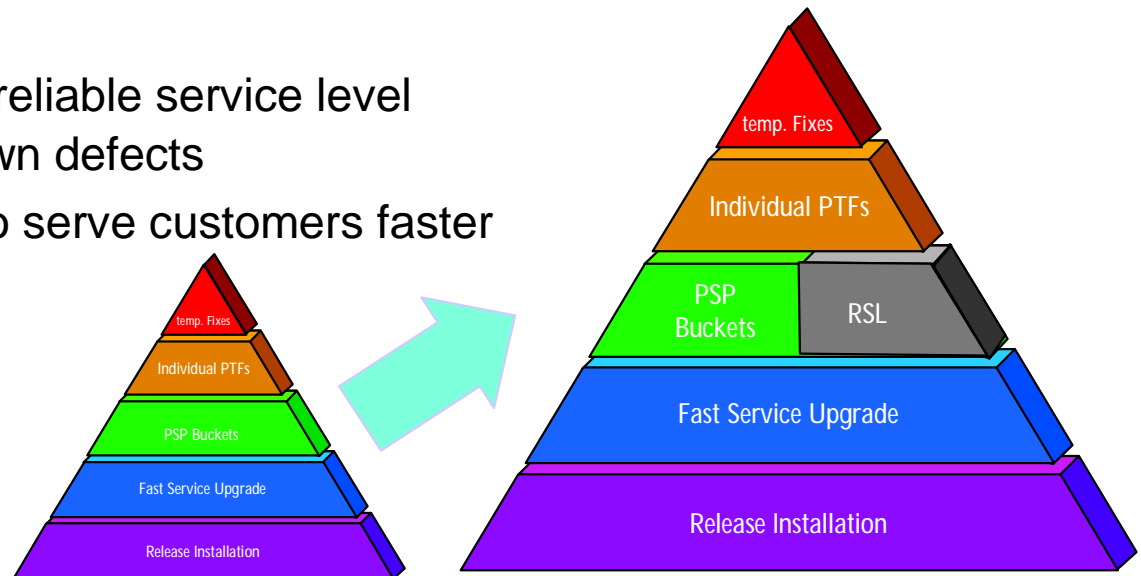 reliable service level
defects
serve customers faster
temp. Fixes
Individual PTFs
PSP Buckets
Fast Service Upgrade
Release Installation
temp. Fixes
Individual PTFs
PSP
Buckets
RSL
Fast Service Upgrade
Release Installation